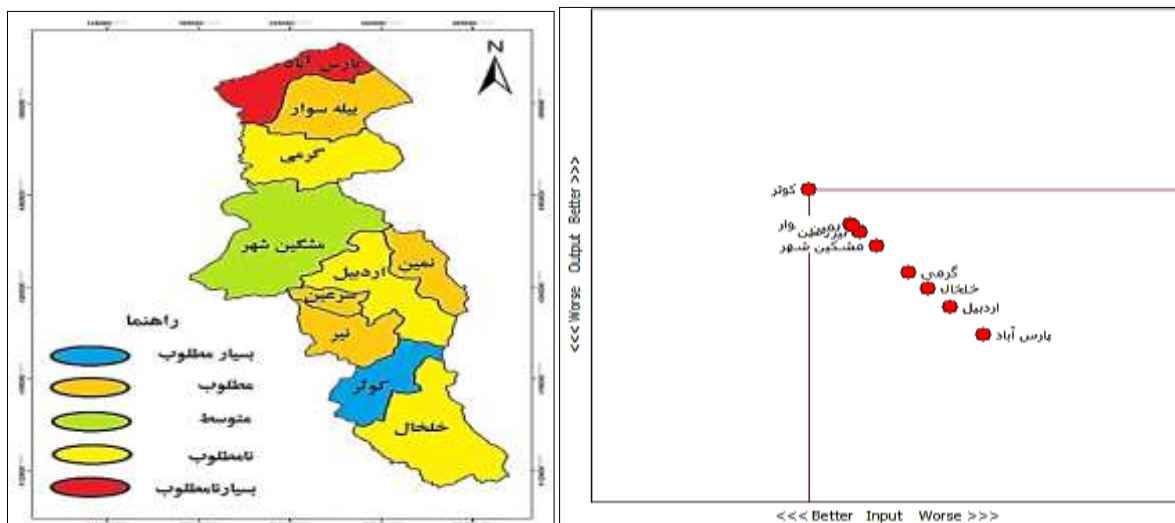 N
پارس آباد
بیله سوار
گرمی
مشگین شهر
اردبیل
نمین
سرعین
نیر
کوثر
خلخال
راهنما
بسیار مطلوب
مطلوب
متوسط
نامطلوب
بسیارنامطلوب
<<< Worse Output Better >>>
کوثر
مشگین شهر
گرمی
خلخال
اردبیل
پارس آباد
<<< Better Input Worse >>>